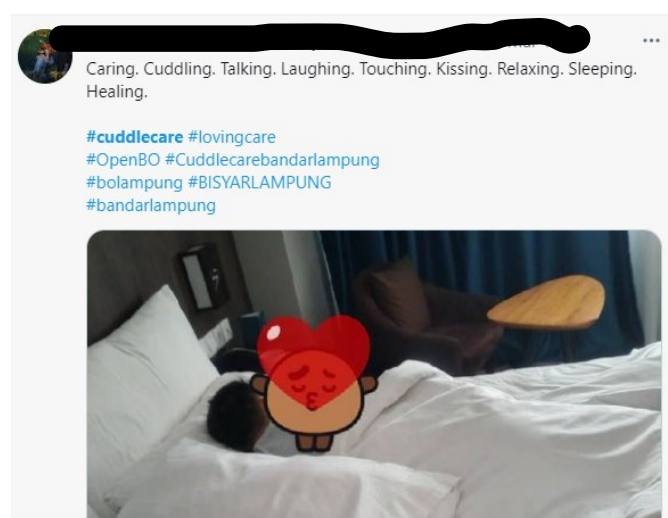 Caring. Cuddling. Talking. Laughing. Touching. Kissing. Relaxing. Sleeping.
Healing.
#cuddlecare #lovingcare
#OpenBO #Cuddlecarebandarlampung
#bolampung #BISYARLAMPUNG
#bandarlampung